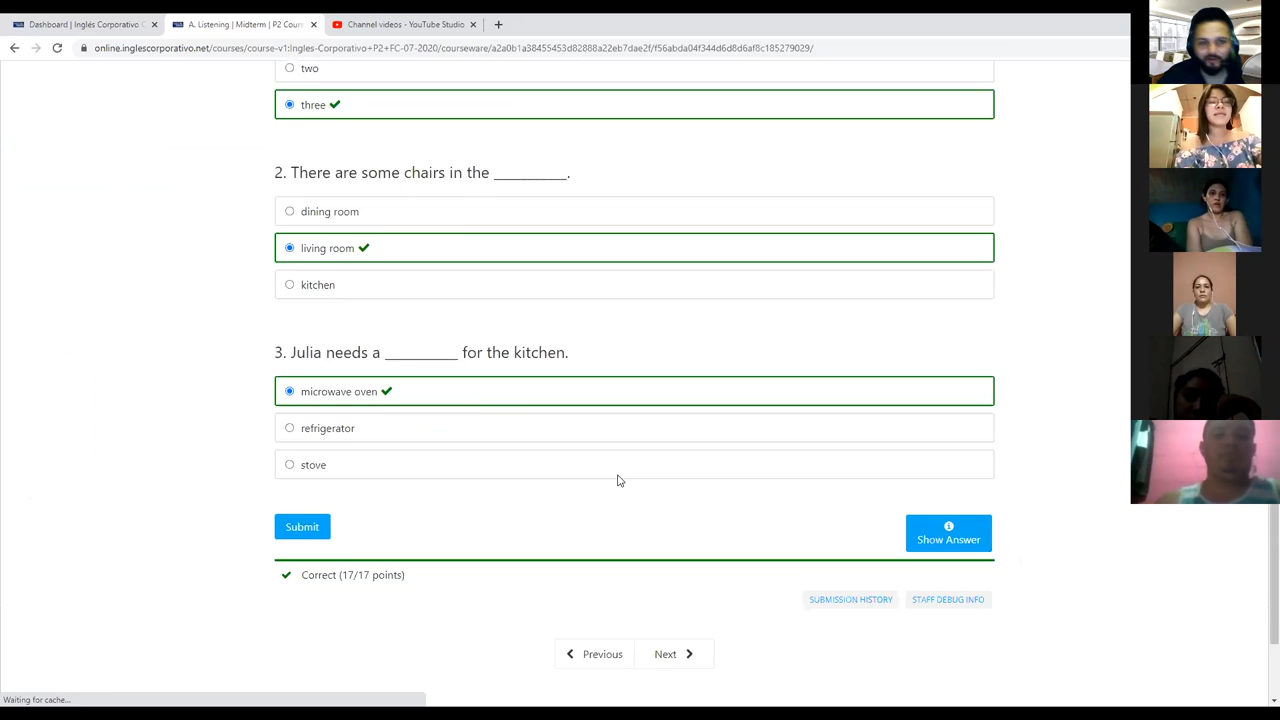 Dashboard | Inglés Corporativo
A. Listening | Midterm | P2 Cour
Channel videos - YouTube Studio
online.inglescorporativo.net/courses/course-v1:Ingles-Corporativo+P2+FC-07-2020/courseware/a2a0b1a38455453d82888a22eb7dae2f/f56abda04f344d6d8d6af8c185279029/
two
three
2. There are some chairs in the __________.
dining room
living room
kitchen
3. Julia needs a __________ for the kitchen.
microwave oven
refrigerator
stove
Submit
Show Answer
Correct (17/17 points)
SUBMISSION HISTORY
STAFF DEBUG INFO
Previous
Next
Waiting for cache...